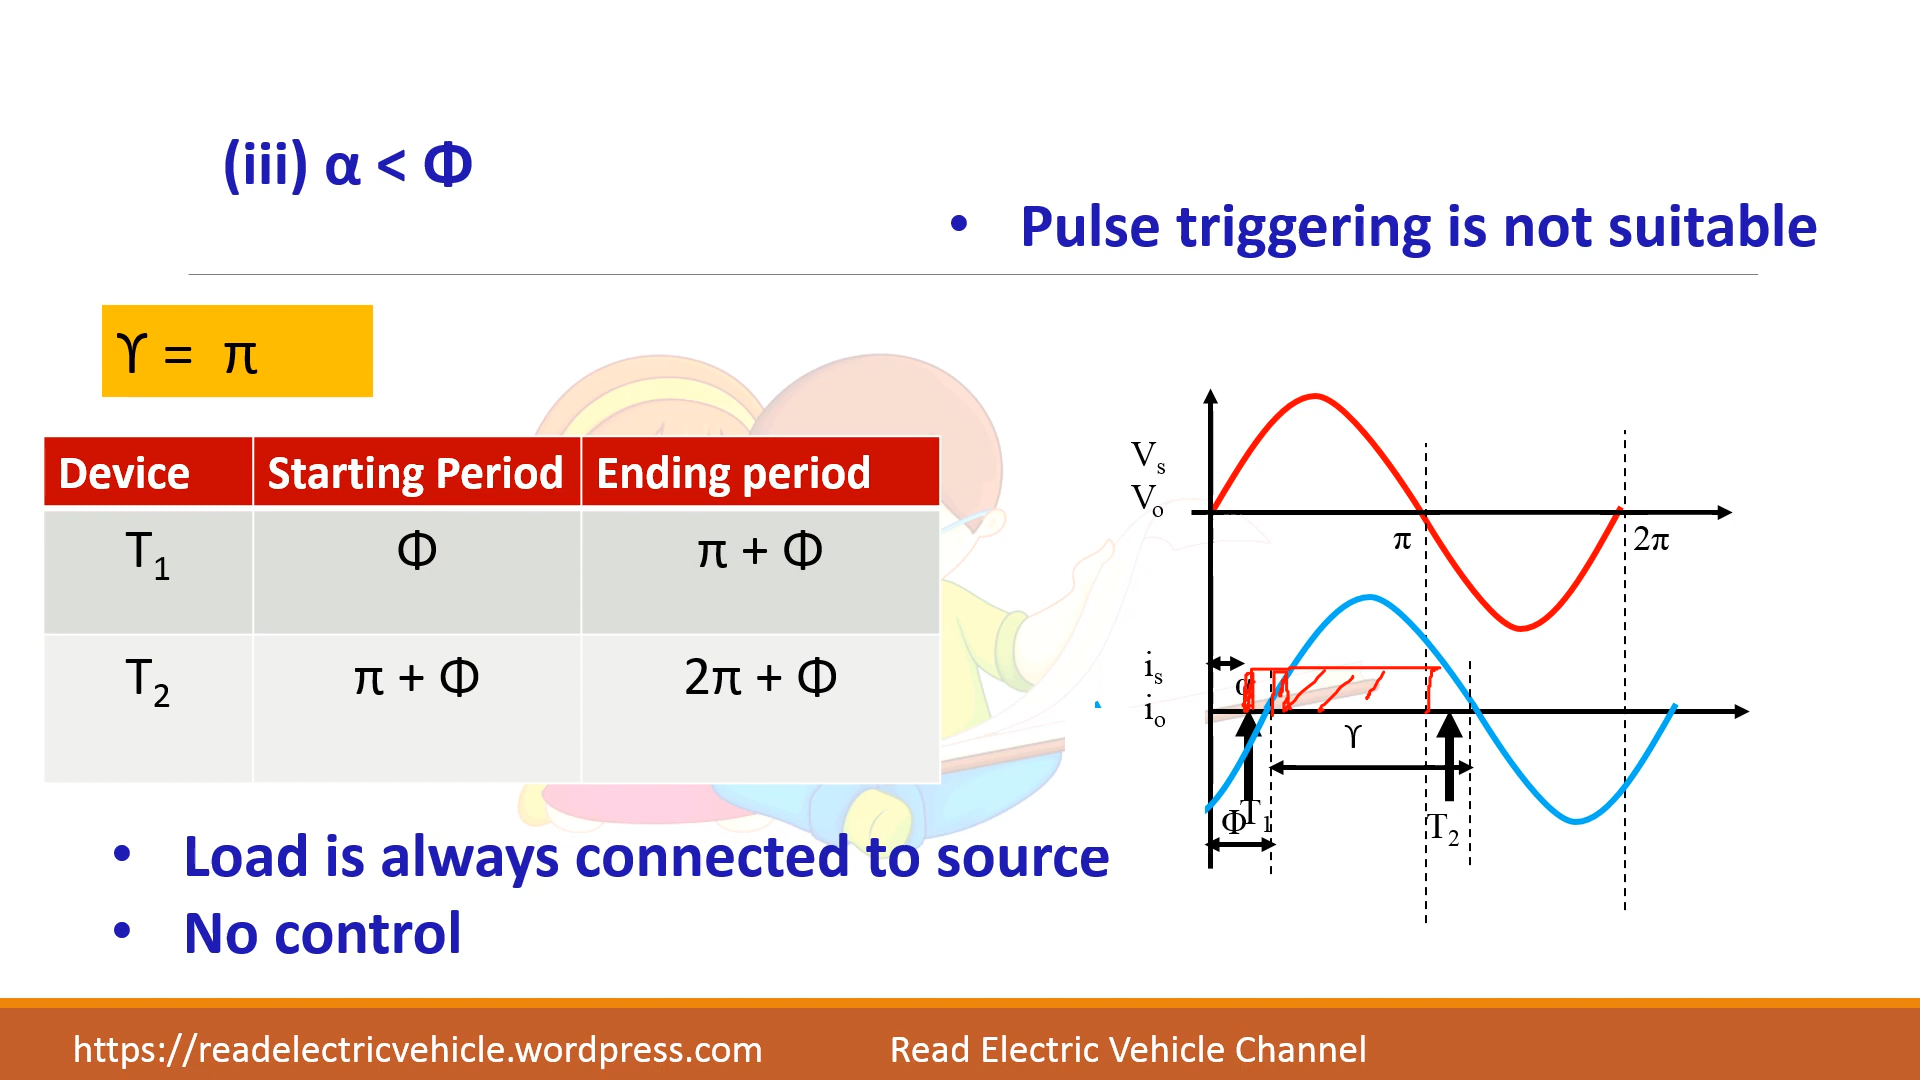 (iii) α < Φ
• Pulse triggering is not suitable
ϒ = π
Device Starting Period Ending period
T1 Φ π + Φ
T2 π + Φ 2π + Φ
• Load is always connected to source
• No control
Vs
Vo
π
2π
is
α
io
ϒ
Φ
T1
T2
https://readelectricvehicle.wordpress.com
Read Electric Vehicle Channel